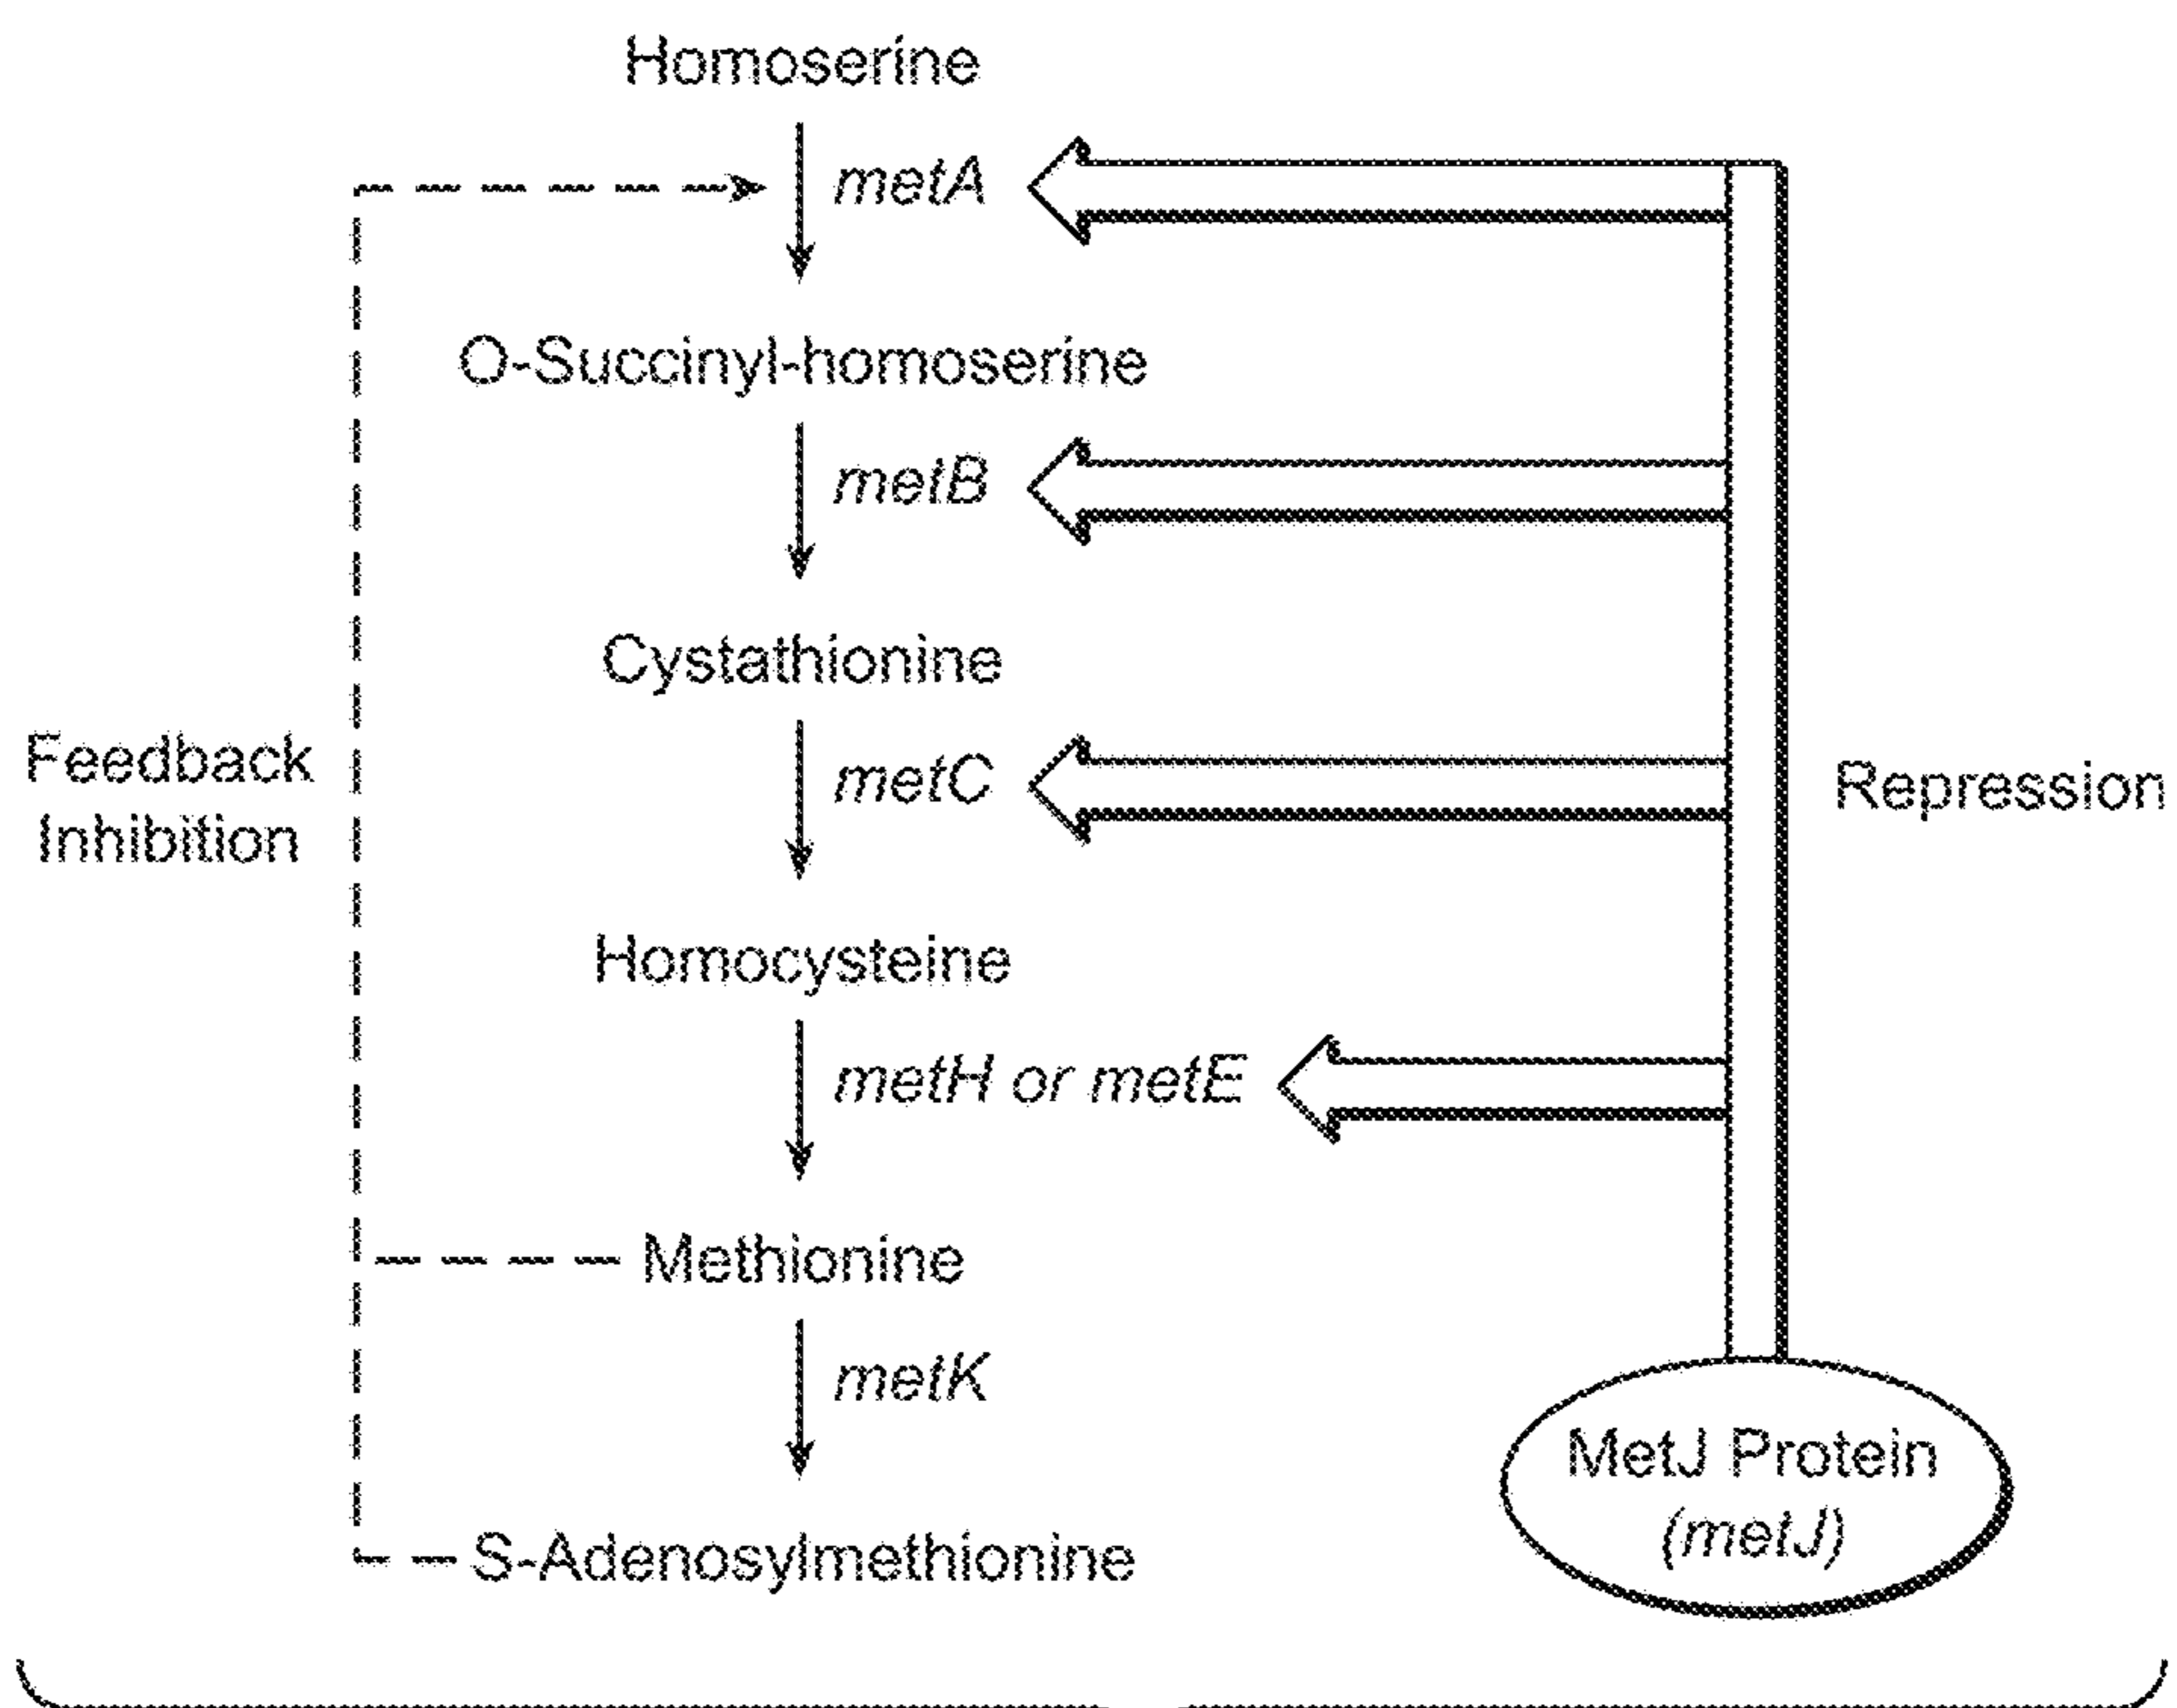 Homoserine
metA
O-Succinyl-homoserine
metB
Cystathionine
Feedback
Inhibition
metC
Repression
Homocysteine
metH or metE
Methionine
metK
MetJ Protein
(metJ)
S-Adenosylmethionine